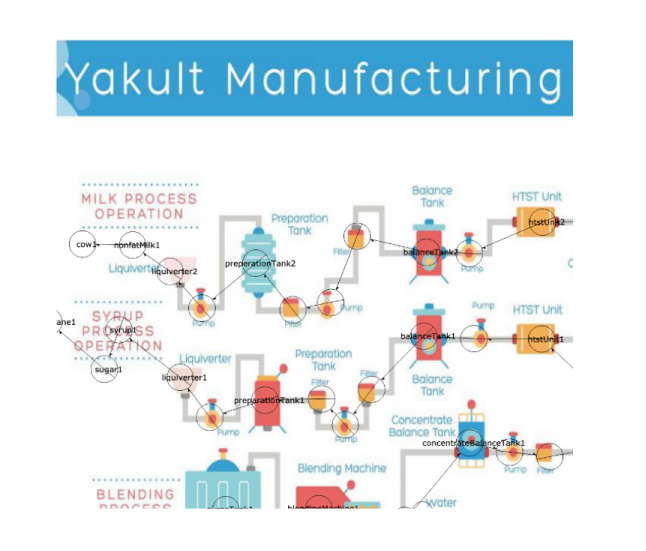 Yakult Manufacturing
MILK PROCESS
OPERATION
Balance
Tank
HTST Unit
Preparation
Tank
cow1
nonfatMilk1
Filter
balanceTank2
htstUnit2
Liquiverter
liquiverter2
preperationTank2
Pump
Pump
Filter
Pump
SYRUP
PROCESS
OPERATION
ane1
syrup1
sugar1
Pump
HTST Unit
balanceTank1
htstUnit1
Liquiverter
Preparation
Tank
liquiverter1
Filter
Filter
Balance
Tank
preparationTank1
Pump
Pump
Concentrate
Balance Tank
concentrateBalanceTank1
Pump
Filter
Blending Machine
BLENDING
PROCESS
blendingMachine1
Water